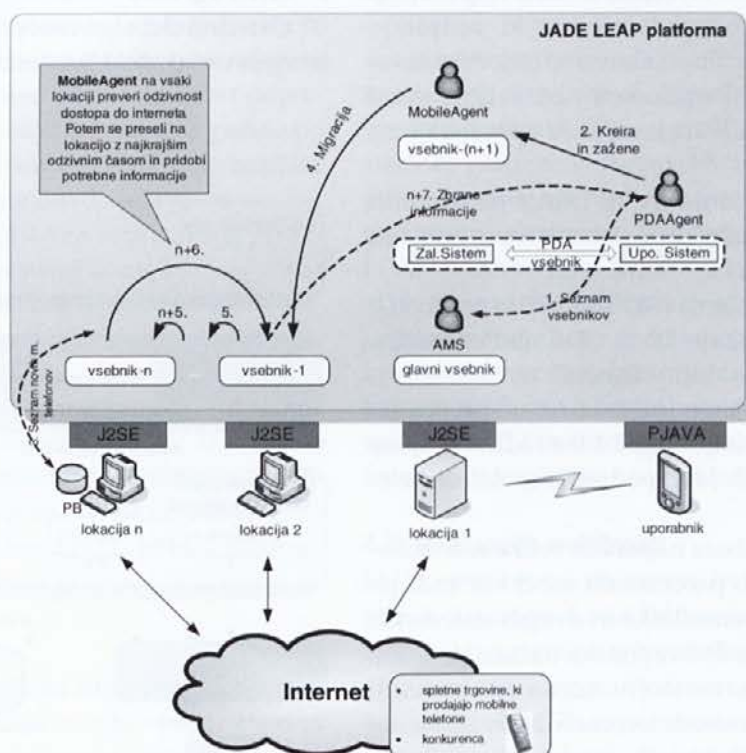 JADE LEAP platforma
MobileAgent na vsaki
lokaciji preveri odzivnost
dostopa do interneta.
Potem se preseli na
lokacijo z najkrajšim
odzivnim časom in pridobi
potrebne informacije
MobileAgent
vsebnik-(n+1)
2. Kreira
in zažene
4. Migracija
n+7. Zbrane
informacije
PDAAgent
Zal.Sistem
PDA
vsebnik
Upo. Sistem
n+6.
1. Seznam
vsebnikov
n+5.
5.
AMS
vsebnik-n
vsebnik-1
glavni vsebnik
3. Seznam novih m.
telefonov
J2SE
J2SE
J2SE
PJAVA
PB
lokacija n
lokacija 2
lokacija 1
uporabnik
Internet
• spletne trgovine, ki
prodajajo mobilne
telefone
• konkurenca